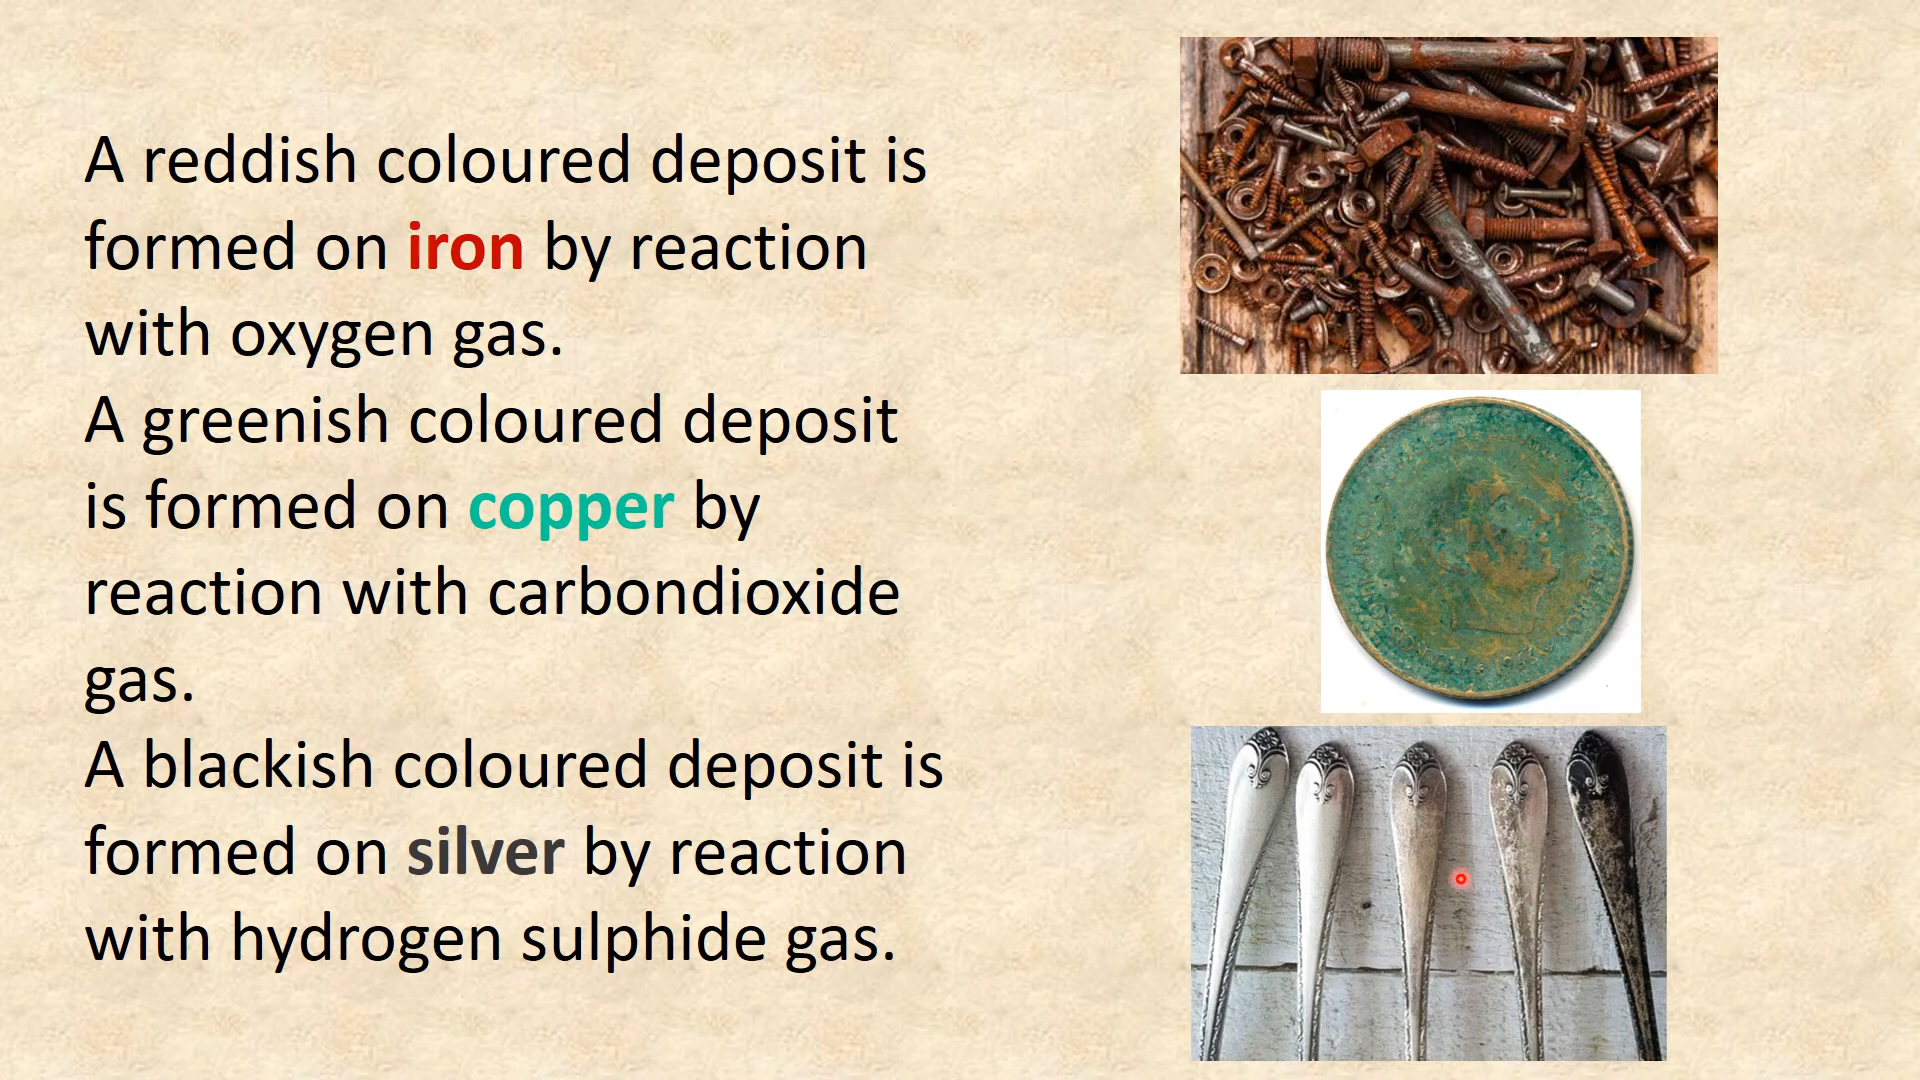 A reddish coloured deposit is
formed on iron by reaction
with oxygen gas.
A greenish coloured deposit
is formed on copper by
reaction with carbondioxide
gas.
A blackish coloured deposit is
formed on silver by reaction
with hydrogen sulphide gas.